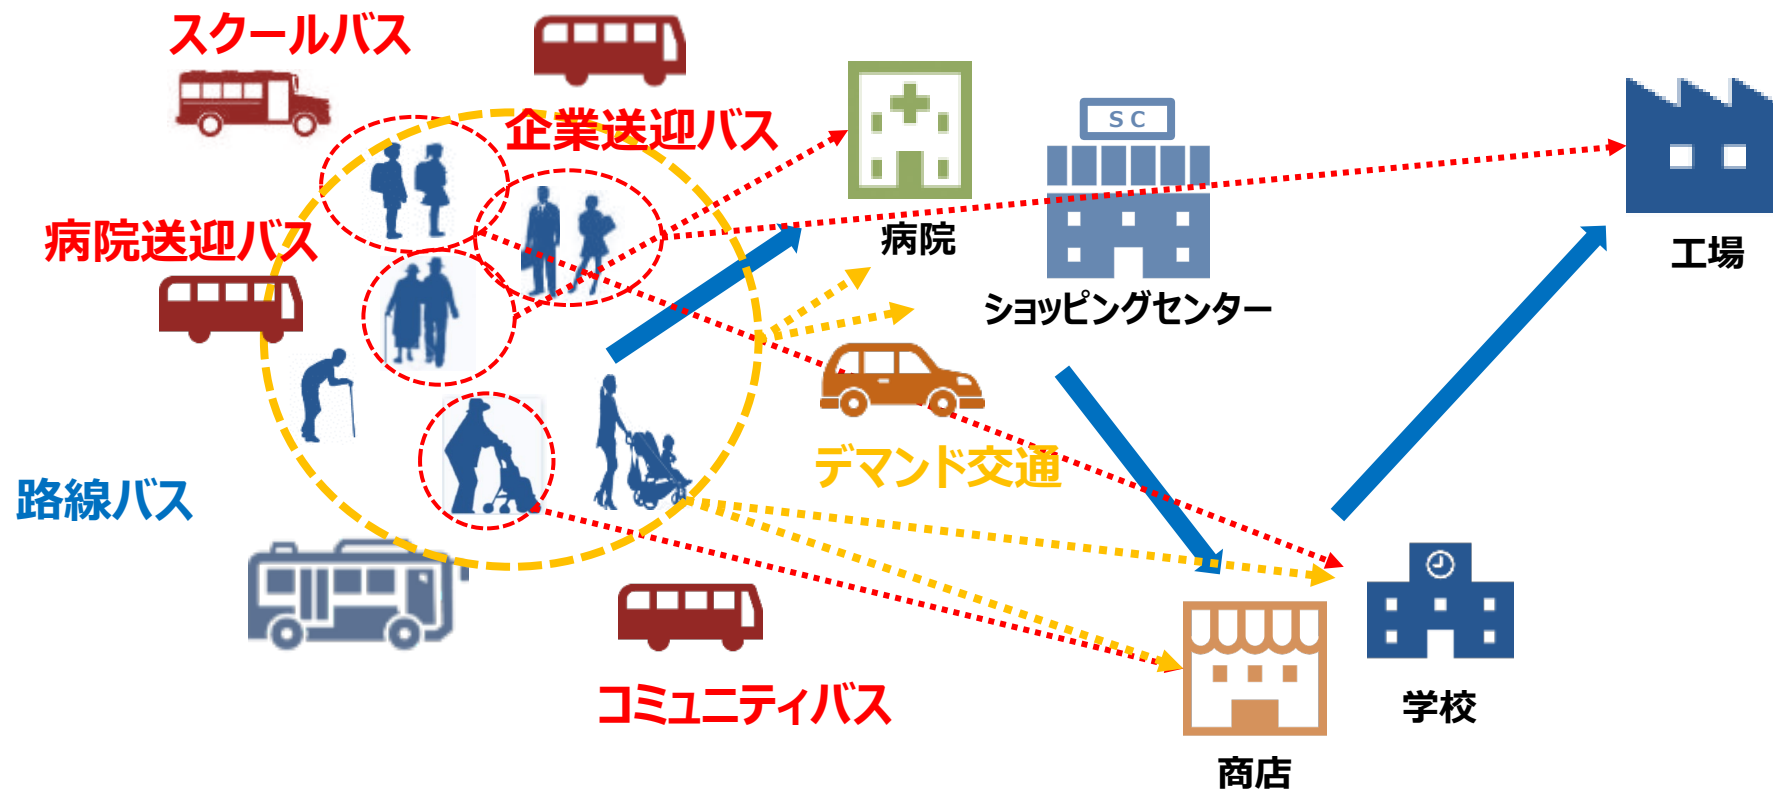 スクールバス
企業送迎バス
SC
病院送迎バス
病院
工場
ショッピングセンター
デマンド交通
路線バス
コミュニティバス
学校
商店